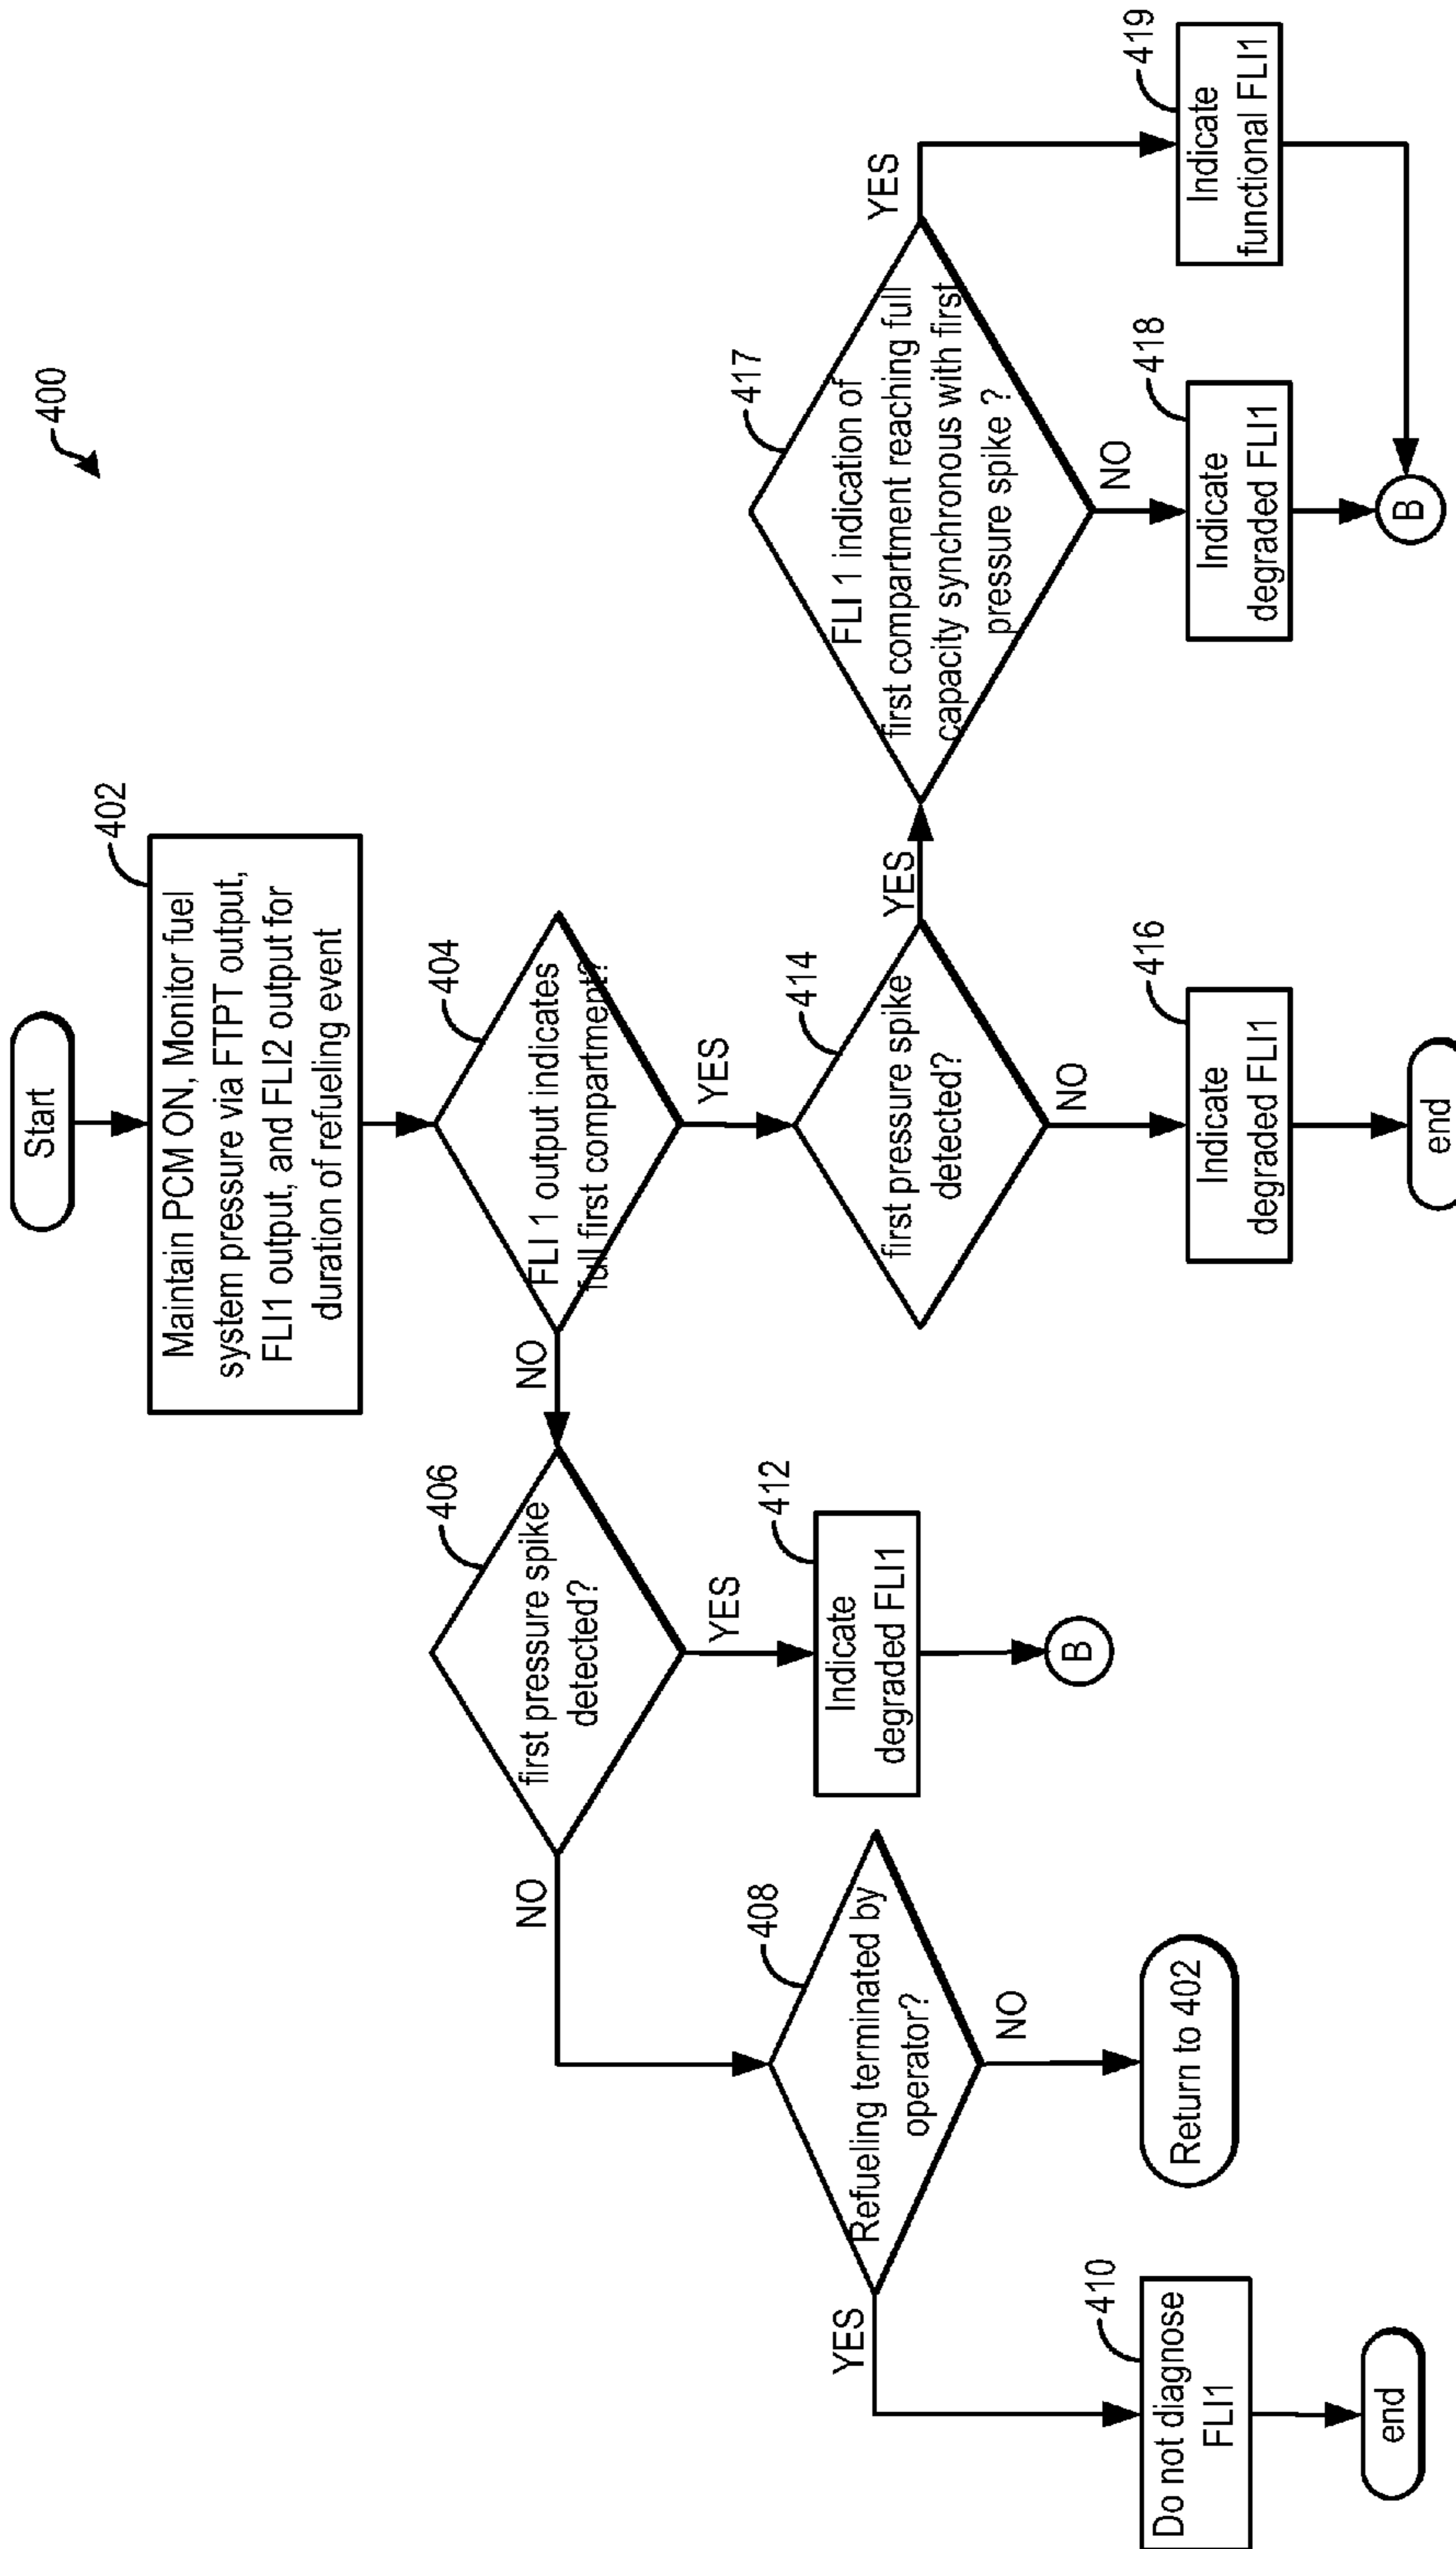 400
Start
402
Maintain PCM ON, Monitor fuel
system pressure via FTPT output,
FLI1 output, and FLI2 output for
duration of refueling event
404
FLI 1 output indicates
full first compartment?
NO
YES
406
first pressure spike
detected?
NO
YES
408
Refueling terminated by
operator?
YES
NO
410
Do not diagnose
FLI1
end
Return to 402
412
Indicate
degraded FLI1
B
414
first pressure spike
detected?
YES
NO
416
Indicate
degraded FLI1
end
417
FLI 1 indication of
first compartment reaching full
capacity synchronous with first
pressure spike ?
YES
NO
418
Indicate
degraded FLI1
419
Indicate
functional FLI1
B